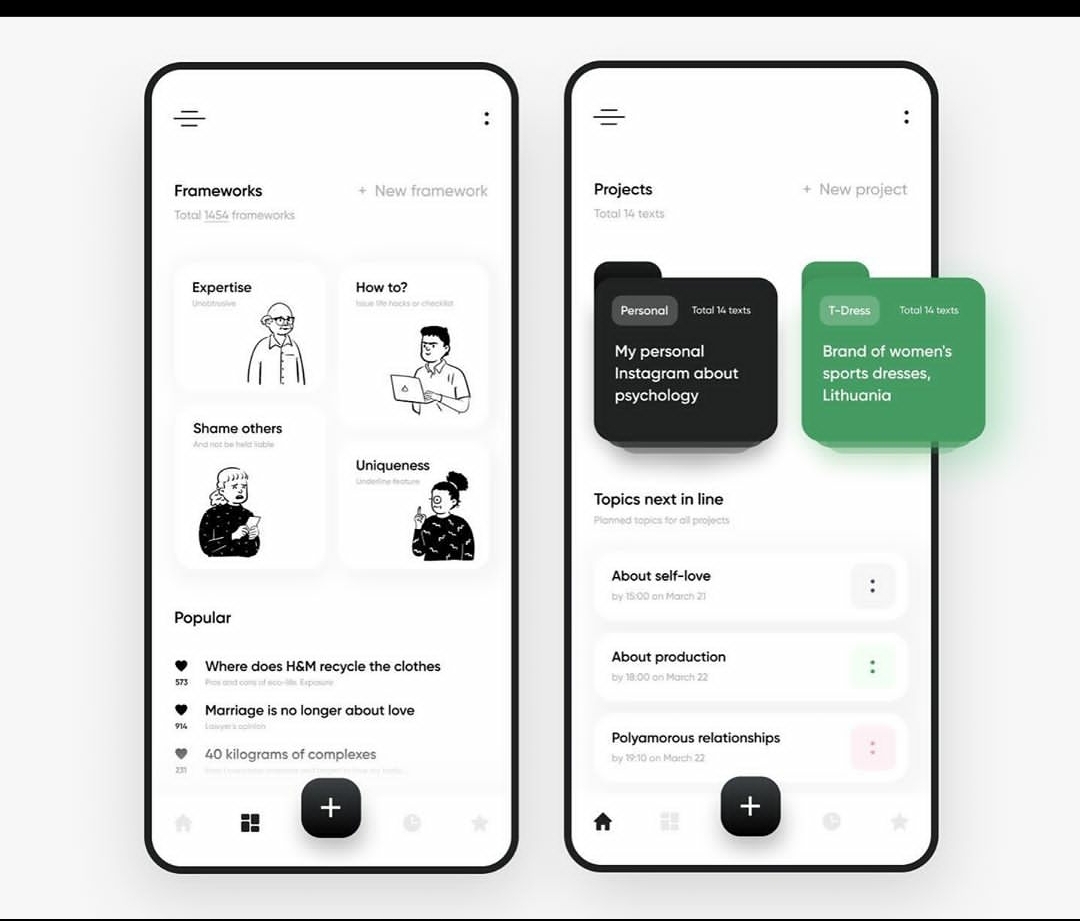 Frameworks
+ New framework
Total 1454 frameworks
Expertise
Unobtrusive
How to?
Issue life hacks or checklist
Shame others
And not be held liable
Uniqueness
Underline feature
Popular
Where does H&M recycle the clothes
573
Pros and cons of eco-life. Exposure
Marriage is no longer about love
914
Lawyer's opinion
40 kilograms of complexes
231
Projects
+ New project
Total 14 texts
Personal
Total 14 texts
My personal
Instagram about
psychology
T-Dress
Total 14 texts
Brand of women's
sports dresses,
Lithuania
Topics next in line
Planned topics for all projects
About self-love
by 15:00 on March 21
About production
by 18:00 on March 22
Polyamorous relationships
by 19:10 on March 22
+
+